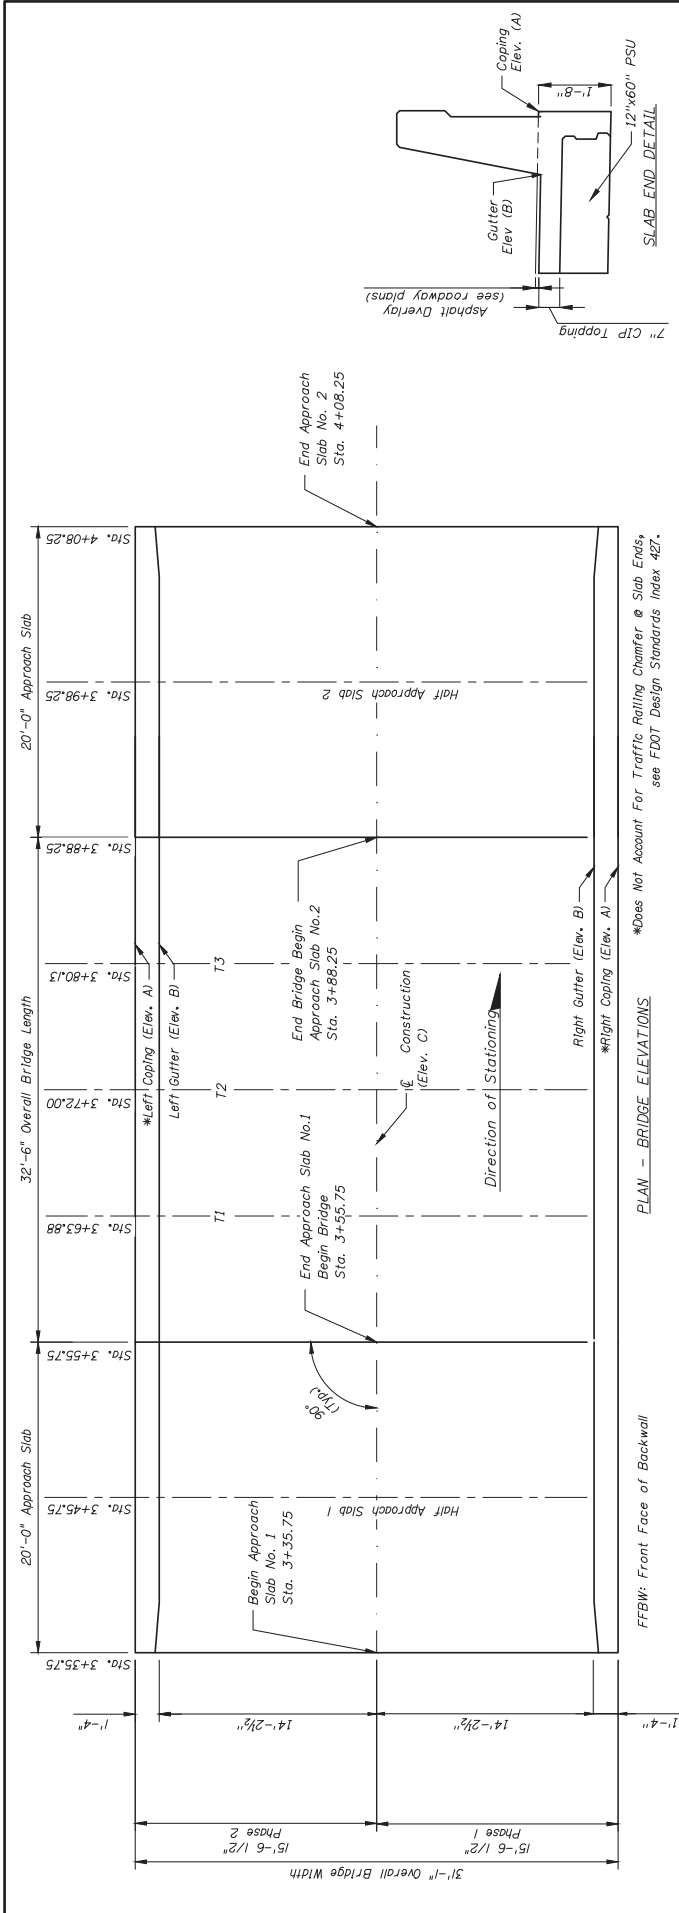 20'-0" Approach Slab
32'-6" Overall Bridge Length
20'-0" Approach Slab
Sta. 3+35.75
Sta. 3+45.75
Sta. 3+55.75
Sta. 3+63.88
Sta. 3+72.00
Sta. 3+80.13
Sta. 3+88.25
Sta. 3+98.25
Sta. 4+08.25
*Left Coping (Elev. A)
Left Gutter (Elev. B)
T1
T2
T3
Begin Approach
Slab No. 1
Sta. 3+35.75
Half Approach Slab 1
90°
(Typ.)
End Approach Slab No.1
Begin Bridge
Sta. 3+55.75
℄ Construction
(Elev. C)
End Bridge Begin
Approach Slab No.2
Sta. 3+88.25
Half Approach Slab 2
End Approach
Slab No. 2
Sta. 4+08.25
Direction of Stationing
Right Gutter (Elev. B)
*Right Coping (Elev. A)
1'-4"
14'-2½"
14'-2½"
1'-4"
15'-6 1/2"
Phase 2
15'-6 1/2"
Phase 1
31'-1" Overall Bridge Width
FFBW: Front Face of Backwall
PLAN - BRIDGE ELEVATIONS
*Does Not Account For Traffic Railing Chamfer @ Slab Ends,
see FDOT Design Standards Index 427.
7" CIP Topping
Asphalt Overlay
(see roadway plans)
Gutter
Elev (B)
Coping
Elev. (A)
1'-8"
12"x60" PSU
SLAB END DETAIL